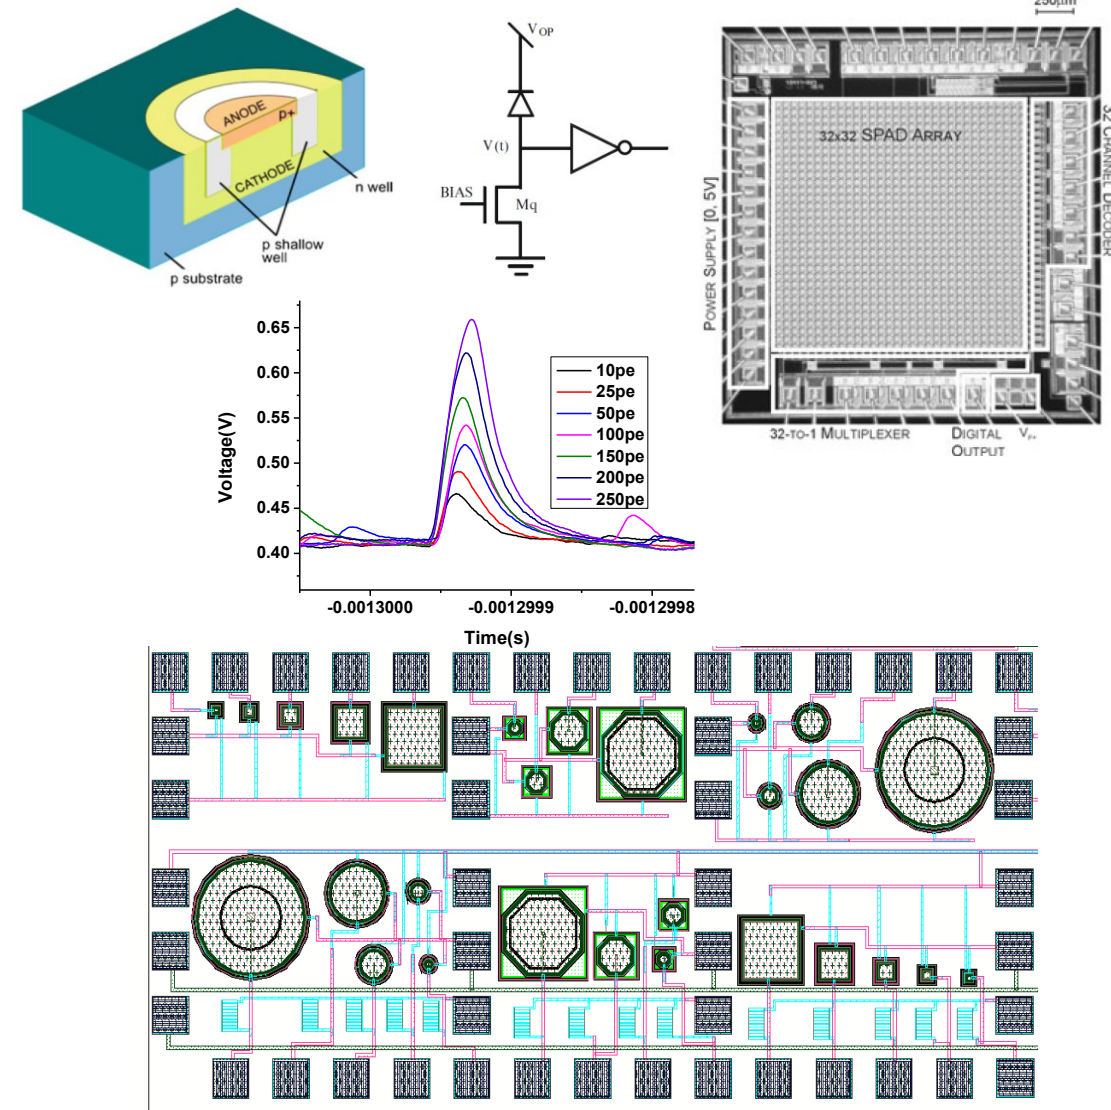 ANODE
p+
CATHODE
n well
p shallow
well
p substrate
V_OP
V(t)
BIAS
Mq
250μm
32x32 SPAD ARRAY
POWER SUPPLY [0, 5V]
32 CHANNEL DECODER
32-TO-1 MULTIPLEXER
DIGITAL
OUTPUT
0.65
0.60
0.55
0.50
0.45
0.40
Voltage(V)
10pe
25pe
50pe
100pe
150pe
200pe
250pe
-0.0013000
-0.0012999
-0.0012998
Time(s)